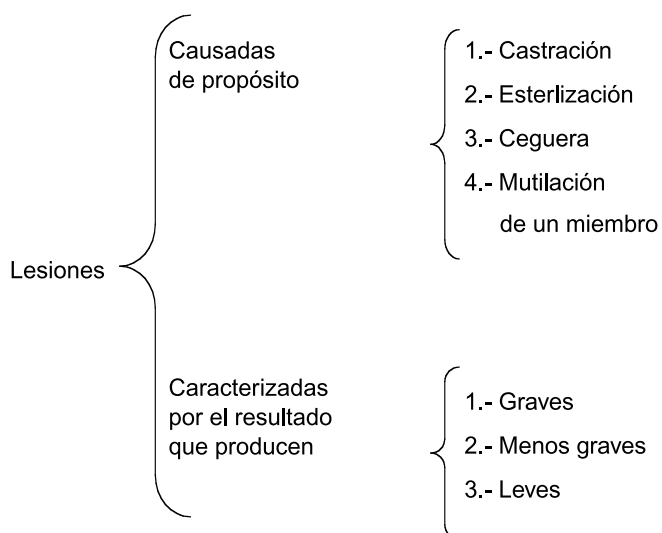 Lesiones
Causadas
de propósito
1.- Castración
2.- Esterlización
3.- Ceguera
4.- Mutilación
de un miembro
Caracterizadas
por el resultado
que producen
1.- Graves
2.- Menos graves
3.- Leves